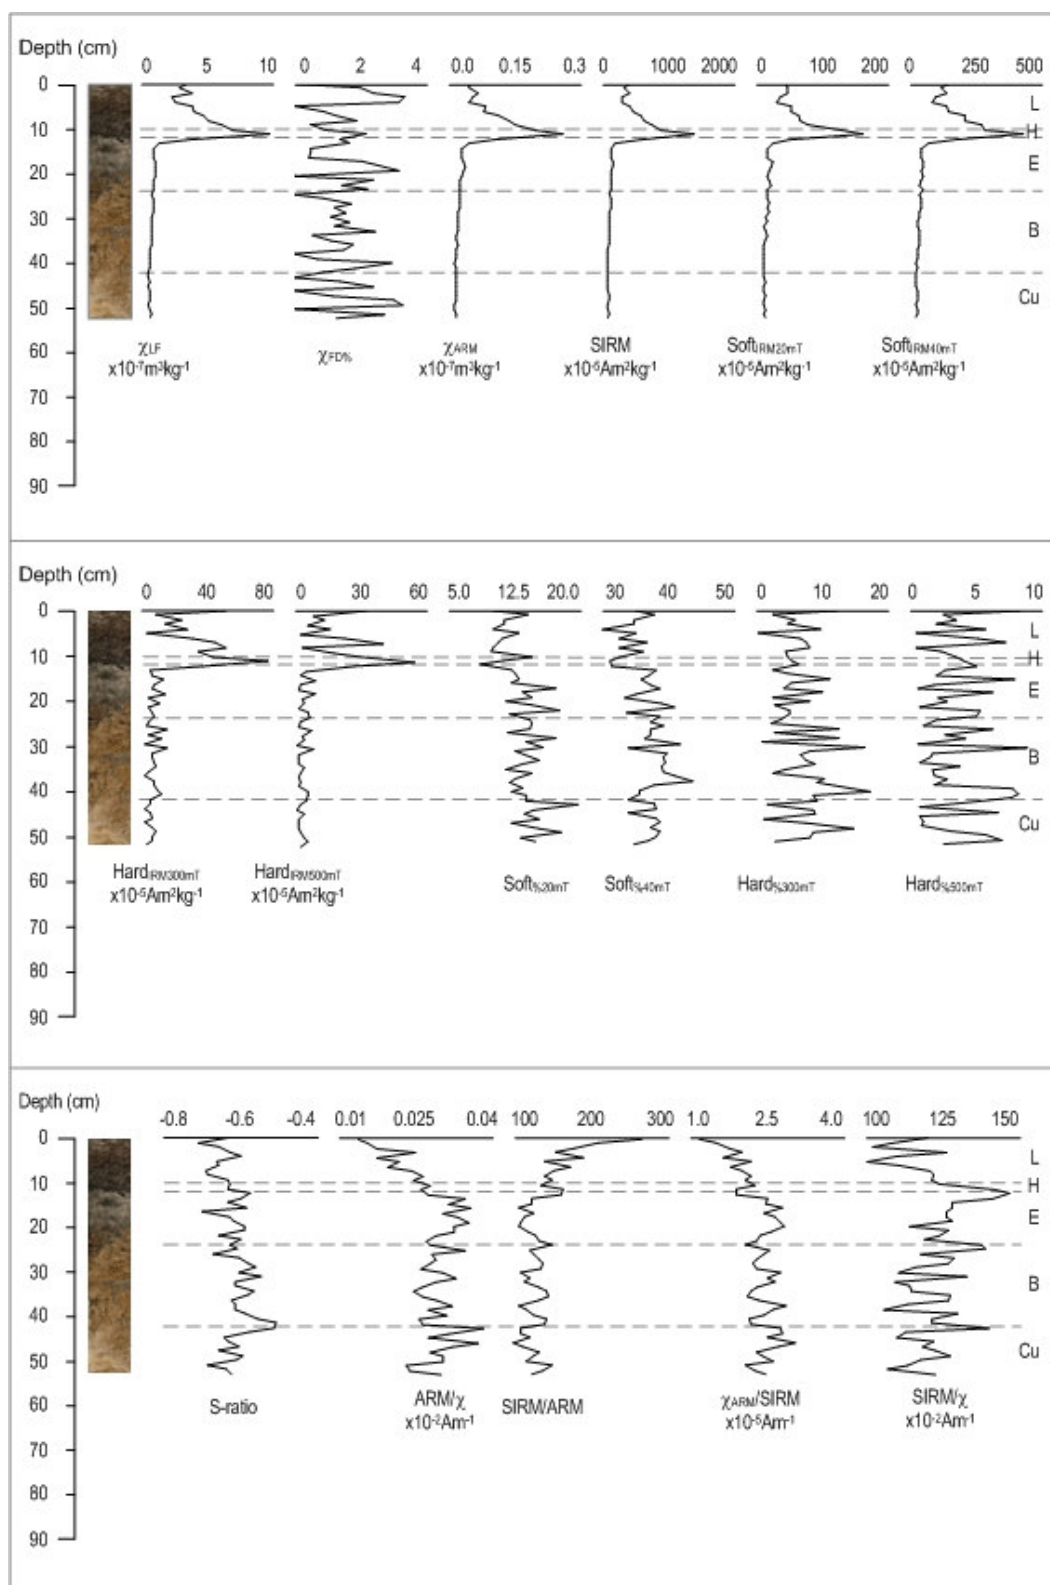 Depth (cm)
0 5 10 0 2 4 0.0 0.15 0.3 0 1000 2000 0 100 200 0 250 500
0
L
10
H
20
E
30
B
40
Cu
50
χLF χFD% χARM SIRM SoftIRM20mT SoftIRM40mT
x10⁻⁷m³kg⁻¹ x10⁻⁷m³kg⁻¹ x10⁻⁵Am²kg⁻¹ x10⁻⁵Am²kg⁻¹ x10⁻⁵Am²kg⁻¹
60
70
80
90
Depth (cm)
0 40 80 0 30 60 5.0 12.5 20.0 30 40 50 0 10 20 0 5 10
0
L
10
H
20
E
30
B
40
Cu
50
HardIRM300mT HardIRM500mT Soft%20mT Soft%40mT Hard%300mT Hard%500mT
x10⁻⁵Am²kg⁻¹ x10⁻⁵Am²kg⁻¹
60
70
80
90
Depth (cm)
-0.8 -0.6 -0.4 0.01 0.025 0.04 100 200 300 1.0 2.5 4.0 100 125 150
0
L
10
H
20
E
30
B
40
Cu
50
S-ratio ARM/χ SIRM/ARM χARM/SIRM SIRM/χ
x10⁻²Am⁻¹ x10⁻⁵Am⁻¹ x10⁻²Am⁻¹
60
70
80
90